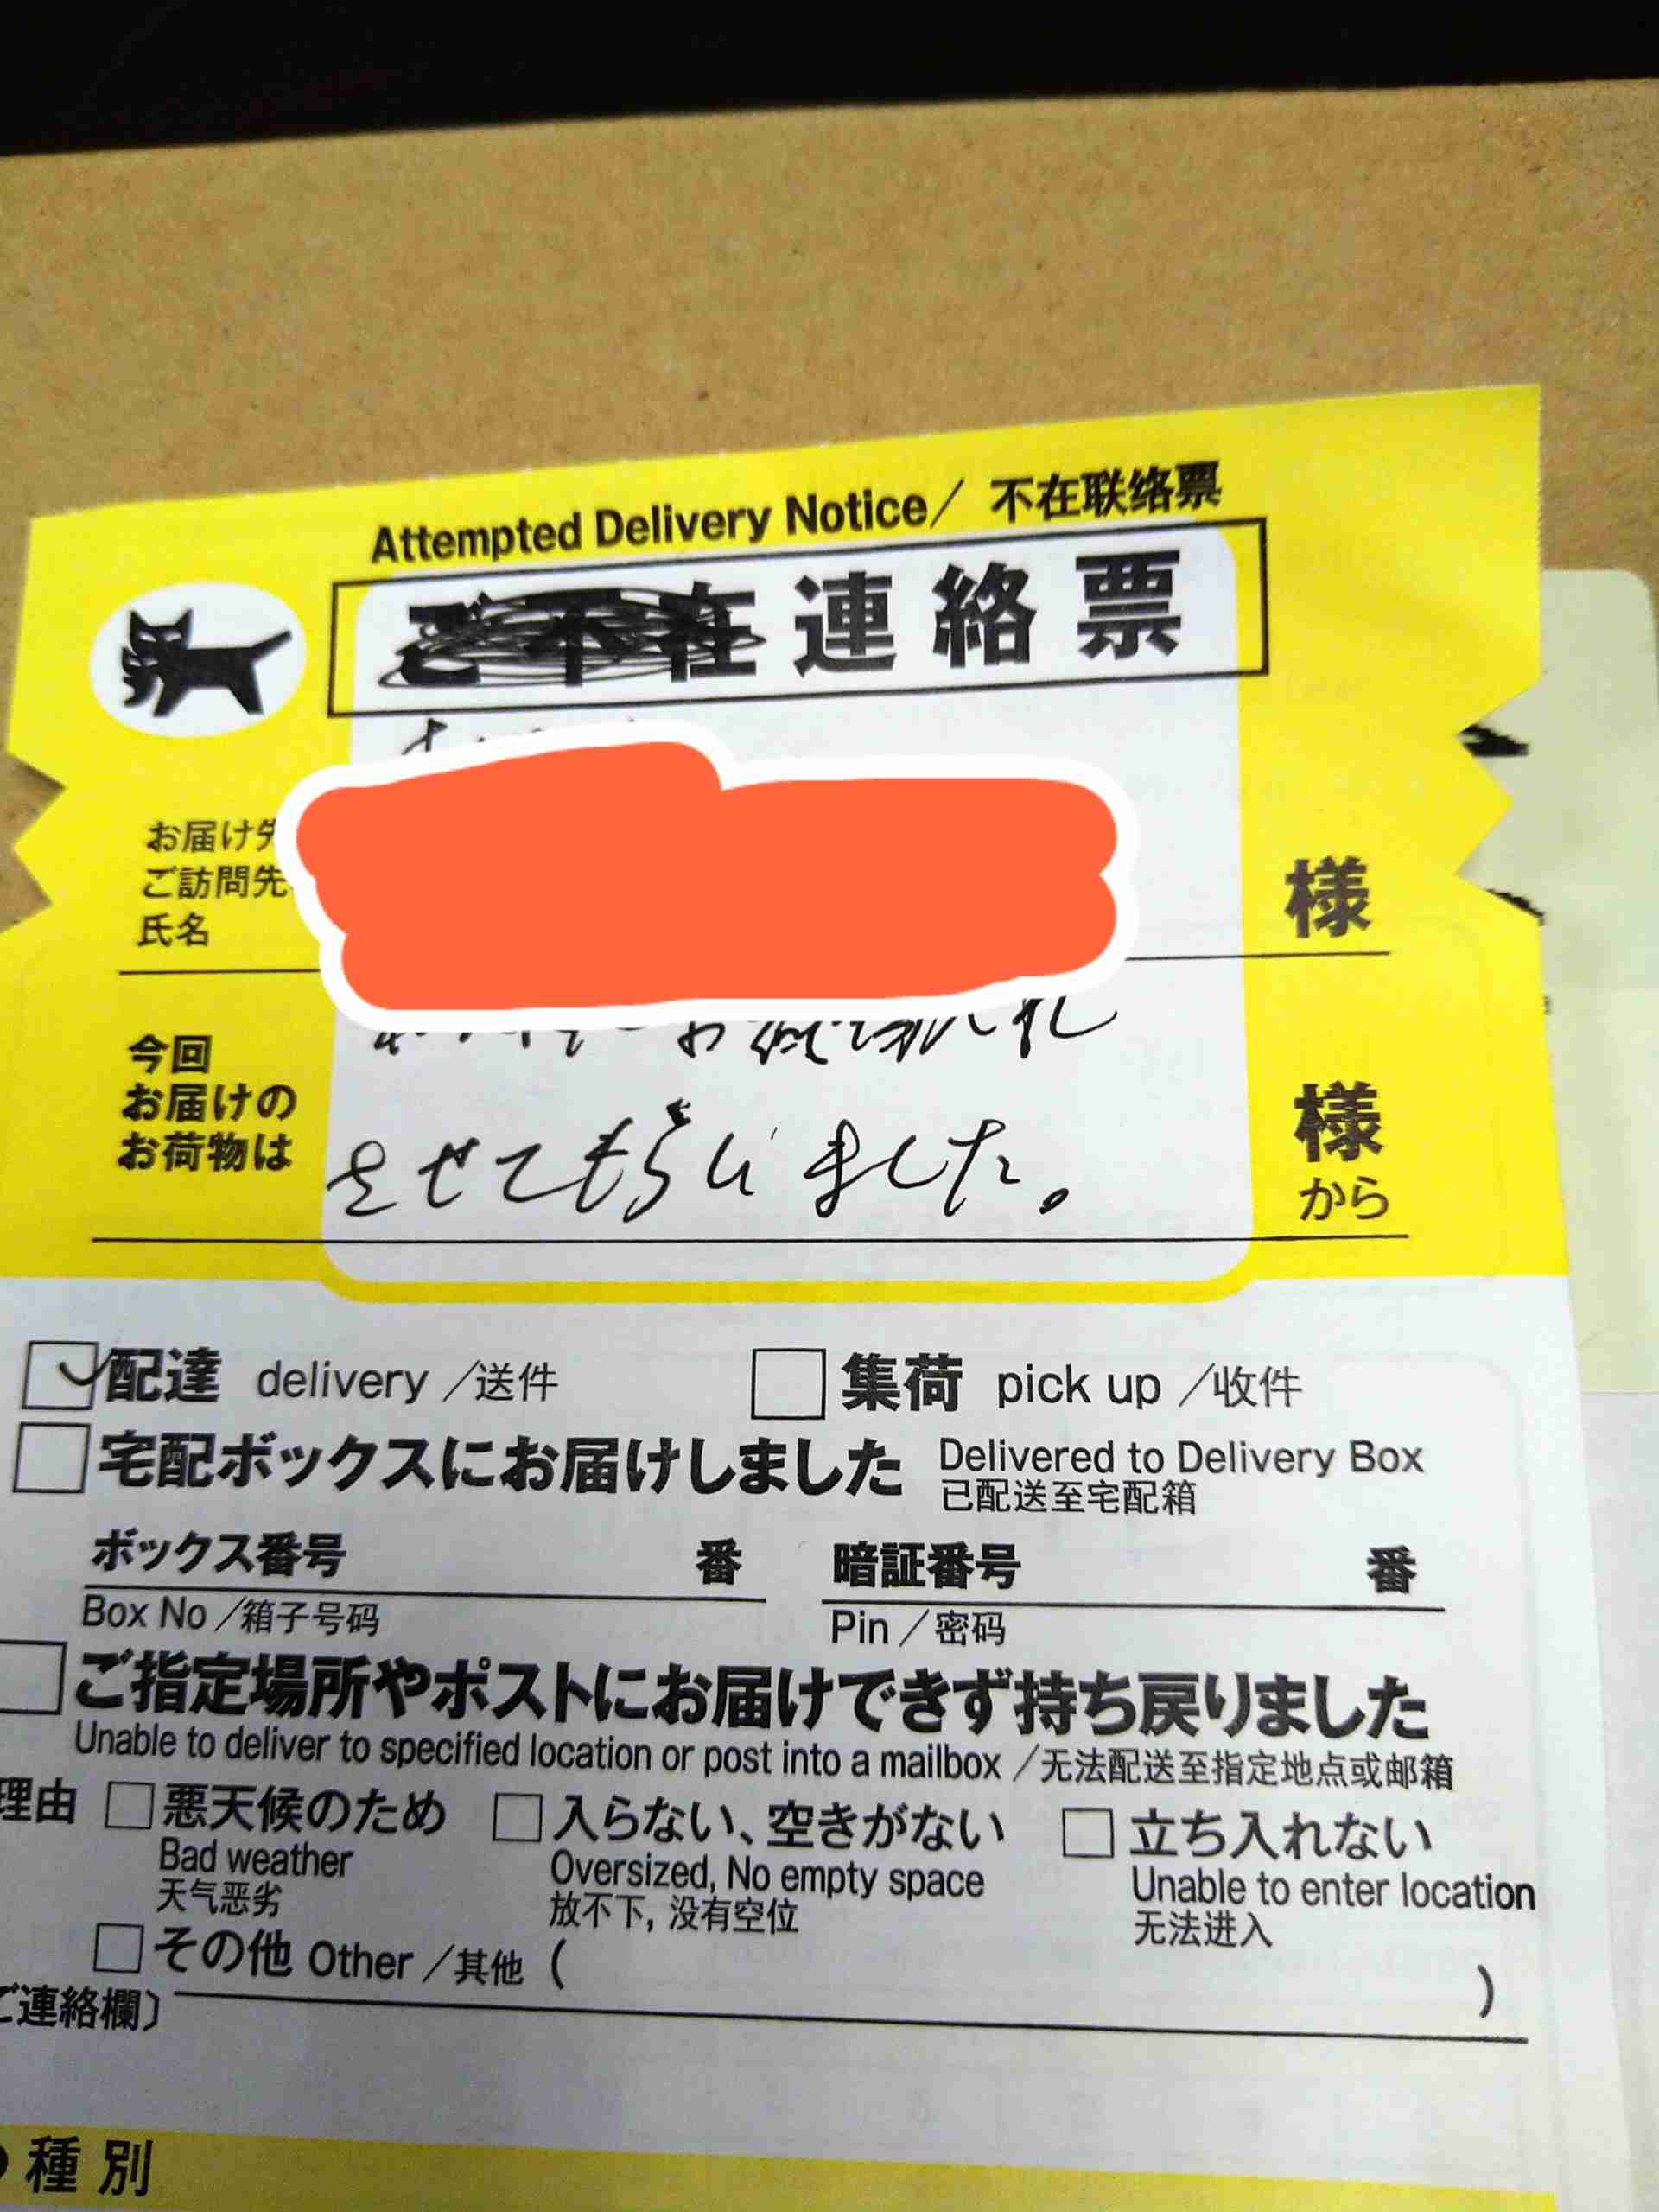 Attempted Delivery Notice/ 不在联络票
ご不在連絡票
お届け先
ご訪問先
氏名
様
今回
お届けの
お荷物は
させてもらいました。
様
から
配達 delivery /送件
集荷 pick up /收件
宅配ボックスにお届けしました Delivered to Delivery Box
已配送至宅配箱
ボックス番号 番
Box No /箱子号码
暗証番号 番
Pin /密码
ご指定場所やポストにお届けできず持ち戻りました
Unable to deliver to specified location or post into a mailbox /无法配送至指定地点或邮箱
理由
悪天候のため
Bad weather
天气恶劣
入らない、空きがない
Oversized, No empty space
放不下, 没有空位
立ち入れない
Unable to enter location
无法进入
その他 Other /其他 ( )
ご連絡欄〕
種別